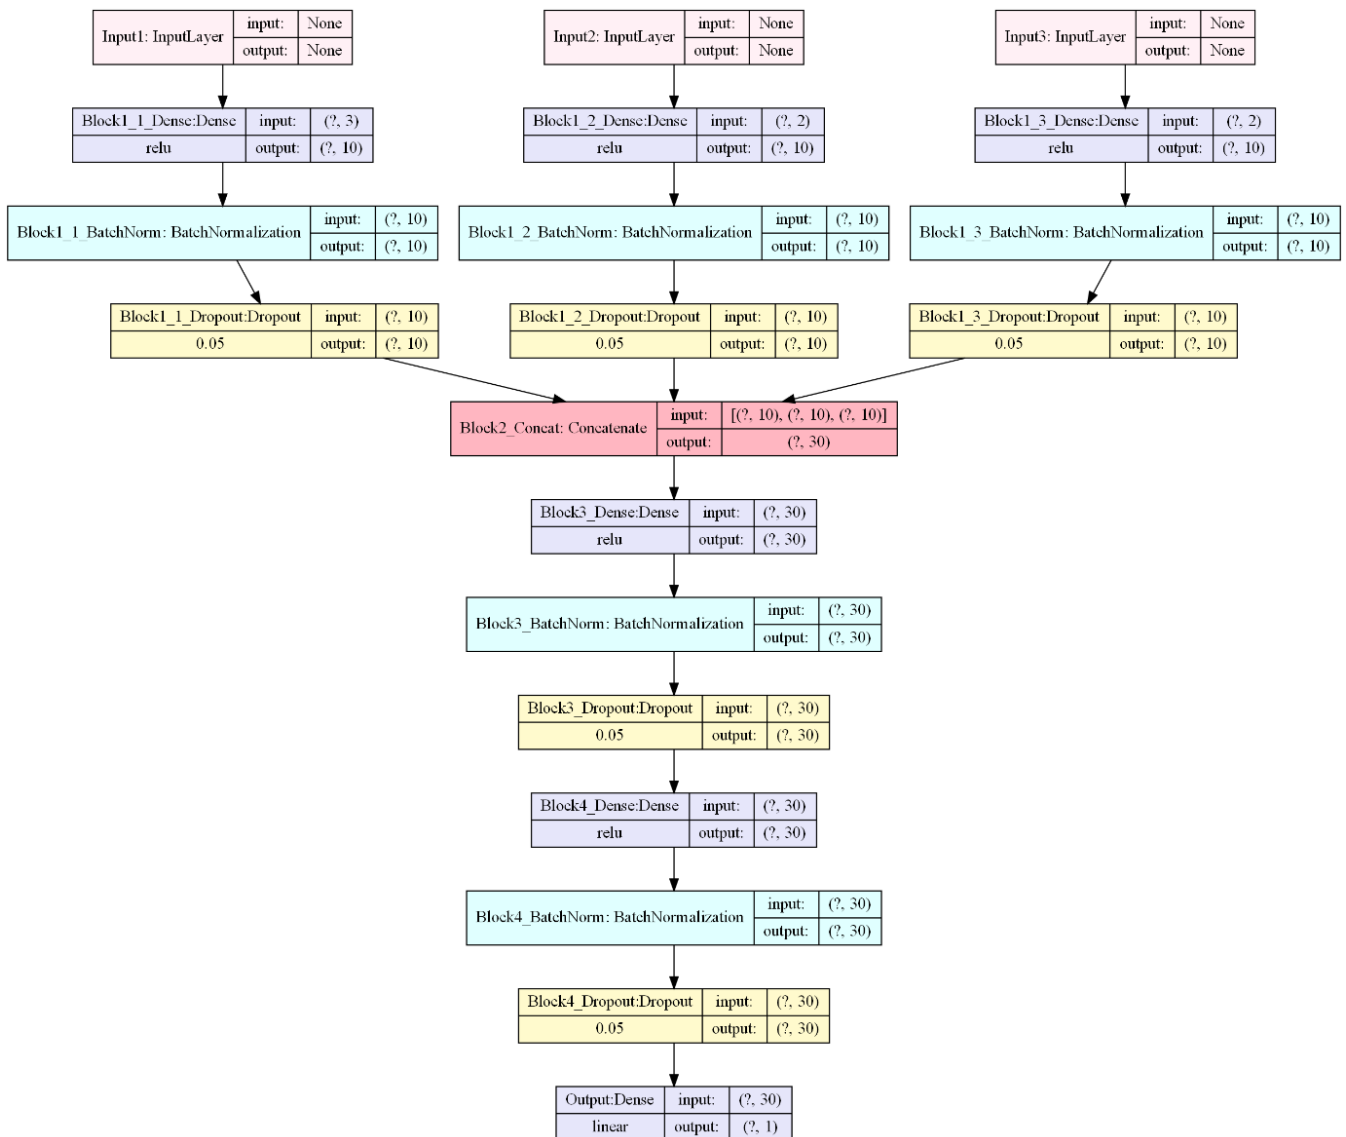 Input1: InputLayer input: None
output: None
Input2: InputLayer input: None
output: None
Input3: InputLayer input: None
output: None
Block1_1_Dense:Dense input: (?, 3)
relu output: (?, 10)
Block1_2_Dense:Dense input: (?, 2)
relu output: (?, 10)
Block1_3_Dense:Dense input: (?, 2)
relu output: (?, 10)
Block1_1_BatchNorm: BatchNormalization input: (?, 10)
output: (?, 10)
Block1_2_BatchNorm: BatchNormalization input: (?, 10)
output: (?, 10)
Block1_3_BatchNorm: BatchNormalization input: (?, 10)
output: (?, 10)
Block1_1_Dropout:Dropout input: (?, 10)
0.05 output: (?, 10)
Block1_2_Dropout:Dropout input: (?, 10)
0.05 output: (?, 10)
Block1_3_Dropout:Dropout input: (?, 10)
0.05 output: (?, 10)
Block2_Concat: Concatenate input: [(?, 10), (?, 10), (?, 10)]
output: (?, 30)
Block3_Dense:Dense input: (?, 30)
relu output: (?, 30)
Block3_BatchNorm: BatchNormalization input: (?, 30)
output: (?, 30)
Block3_Dropout:Dropout input: (?, 30)
0.05 output: (?, 30)
Block4_Dense:Dense input: (?, 30)
relu output: (?, 30)
Block4_BatchNorm: BatchNormalization input: (?, 30)
output: (?, 30)
Block4_Dropout:Dropout input: (?, 30)
0.05 output: (?, 30)
Output:Dense input: (?, 30)
linear output: (?, 1)